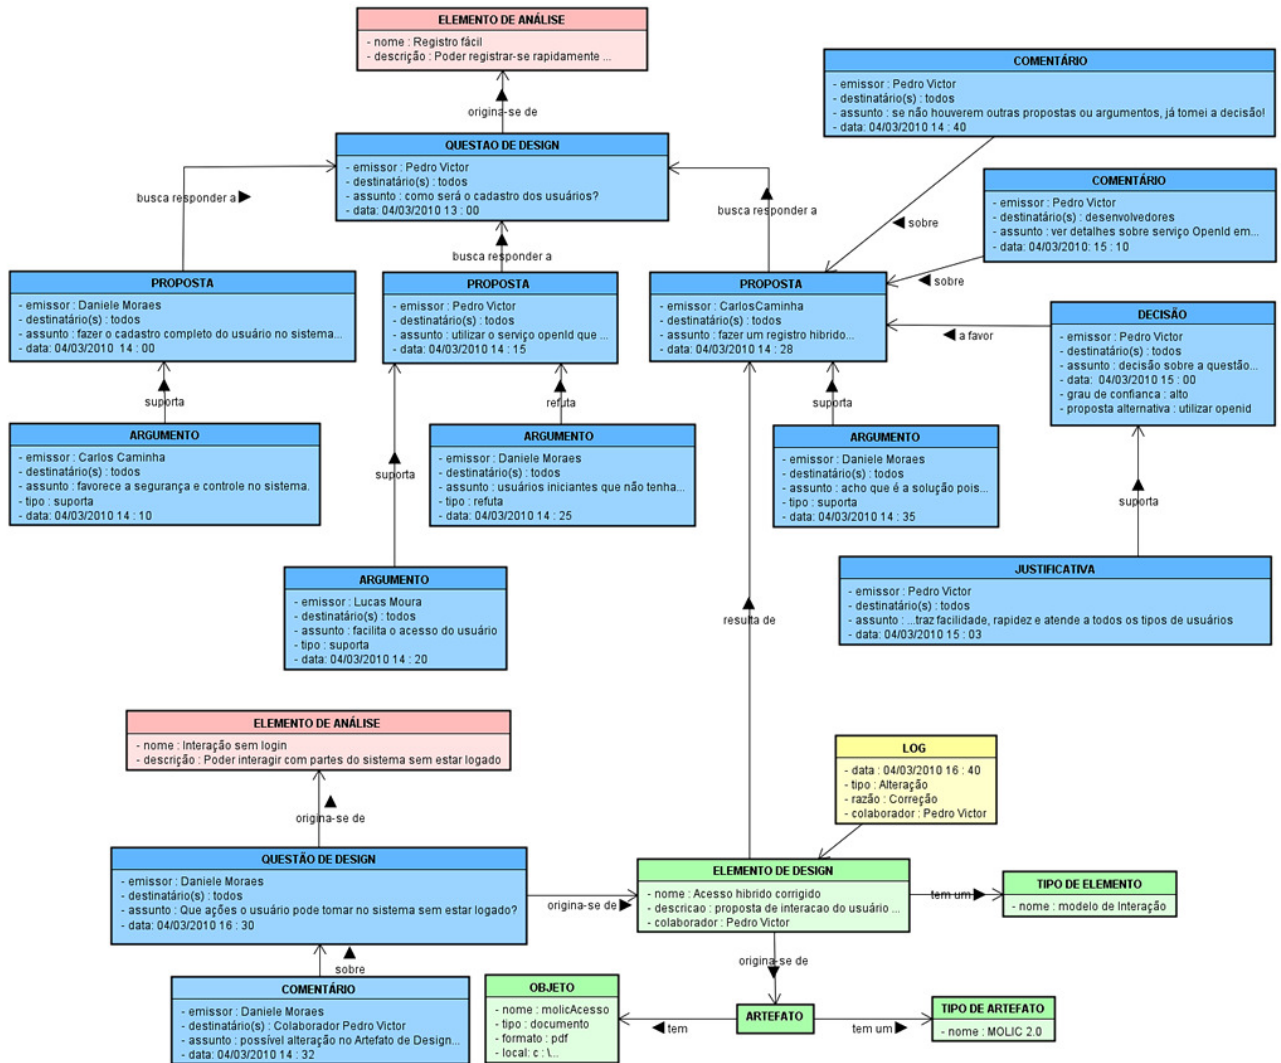 ELEMENTO DE ANÁLISE
- nome : Registro fácil
- descrição : Poder registrar-se rapidamente ...
origina-se de
COMENTÁRIO
- emissor : Pedro Victor
- destinatário(s) : todos
- assunto : se não houverem outras propostas ou argumentos, já tomei a decisão!
- data: 04/03/2010 14 : 40
QUESTAO DE DESIGN
- emissor : Pedro Victor
- destinatário(s) : todos
- assunto : como será o cadastro dos usuários?
- data: 04/03/2010 13 : 00
COMENTÁRIO
- emissor : Pedro Victor
- destinatário(s) : desenvolvedores
- assunto : ver detalhes sobre serviço OpenId em...
- data: 04/03/2010: 15 : 10
busca responder a
busca responder a
busca responder a
sobre
sobre
PROPOSTA
- emissor : Daniele Moraes
- destinatário(s) : todos
- assunto : fazer o cadastro completo do usuário no sistema...
- data: 04/03/2010 14 : 00
PROPOSTA
- emissor : Pedro Victor
- destinatário(s) : todos
- assunto : utilizar o serviço openId que ...
- data: 04/03/2010 14 : 15
PROPOSTA
- emissor : CarlosCaminha
- destinatário(s) : todos
- assunto : fazer um registro hibrido...
- data: 04/03/2010 14 : 28
a favor
DECISÃO
- emissor : Pedro Victor
- destinatário(s) : todos
- assunto : decisão sobre a questão...
- data: 04/03/2010 15 : 00
- grau de confianca : alto
- proposta alternativa : utilizar openid
suporta
refuta
suporta
suporta
suporta
ARGUMENTO
- emissor : Carlos Caminha
- destinatário(s) : todos
- assunto : favorece a segurança e controle no sistema.
- tipo : suporta
- data: 04/03/2010 14 : 10
ARGUMENTO
- emissor : Daniele Moraes
- destinatário(s) : todos
- assunto : usuários iniciantes que não tenha...
- tipo : refuta
- data: 04/03/2010 14 : 25
ARGUMENTO
- emissor : Daniele Moraes
- destinatário(s) : todos
- assunto : acho que é a solução pois...
- tipo : suporta
- data: 04/03/2010 14 : 35
ARGUMENTO
- emissor : Lucas Moura
- destinatário(s) : todos
- assunto : facilita o acesso do usuário
- tipo : suporta
- data: 04/03/2010 14 : 20
JUSTIFICATIVA
- emissor : Pedro Victor
- destinatário(s) : todos
- assunto : ...traz facilidade, rapidez e atende a todos os tipos de usuários
- data: 04/03/2010 15 : 03
resulta de
ELEMENTO DE ANÁLISE
- nome : Interação sem login
- descrição : Poder interagir com partes do sistema sem estar logado
origina-se de
LOG
- data : 04/03/2010 16 : 40
- tipo : Alteração
- razão : Correção
- colaborador : Pedro Victor
QUESTÃO DE DESIGN
- emissor : Daniele Moraes
- destinatário(s) : todos
- assunto : Que ações o usuário pode tomar no sistema sem estar logado?
- data: 04/03/2010 16 : 30
origina-se de
ELEMENTO DE DESIGN
- nome : Acesso hibrido corrigido
- descricao : proposta de interacao do usuário ...
- colaborador : Pedro Victor
tem um
TIPO DE ELEMENTO
- nome : modelo de Interação
sobre
origina-se de
COMENTÁRIO
- emissor : Daniele Moraes
- destinatário(s) : Colaborador Pedro Victor
- assunto : possível alteração no Artefato de Design...
- data: 04/03/2010 14 : 32
OBJETO
- nome : molicAcesso
- tipo : documento
- formato : pdf
- local: c : \...
tem
ARTEFATO
tem um
TIPO DE ARTEFATO
- nome : MOLIC 2.0